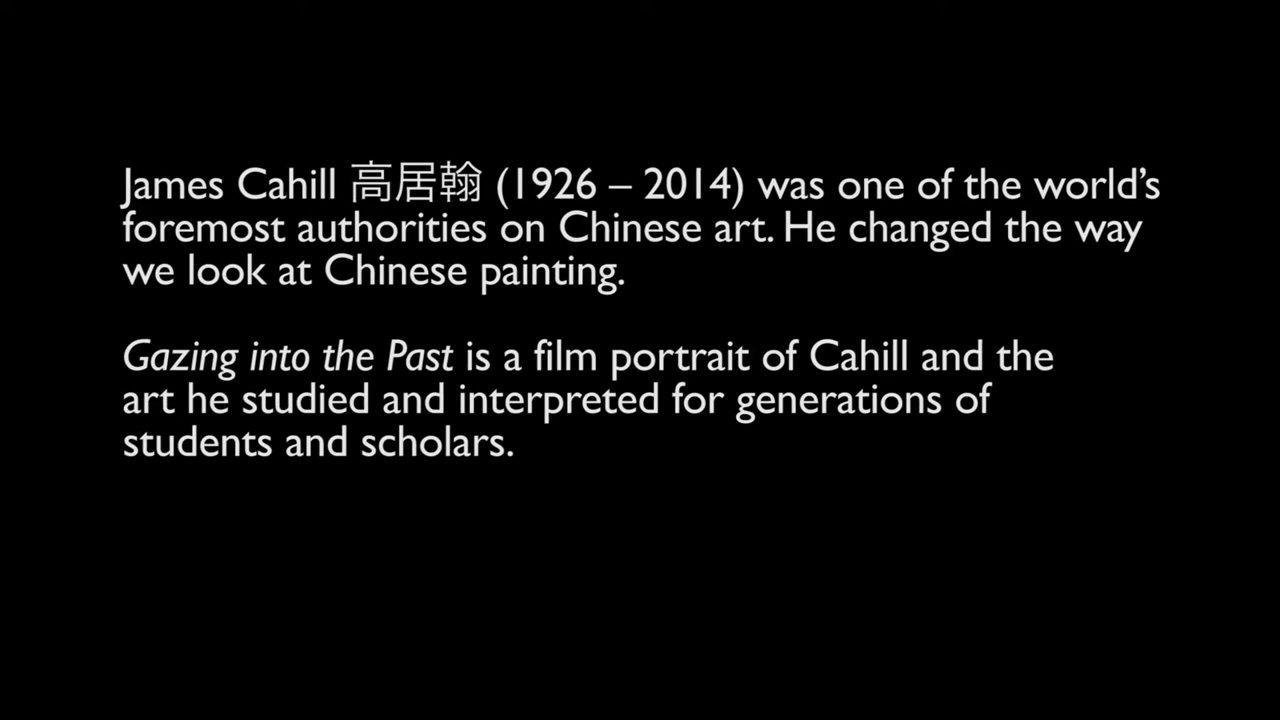 James Cahill 高居翰 (1926 – 2014) was one of the world’s
foremost authorities on Chinese art. He changed the way
we look at Chinese painting.
Gazing into the Past is a film portrait of Cahill and the
art he studied and interpreted for generations of
students and scholars.